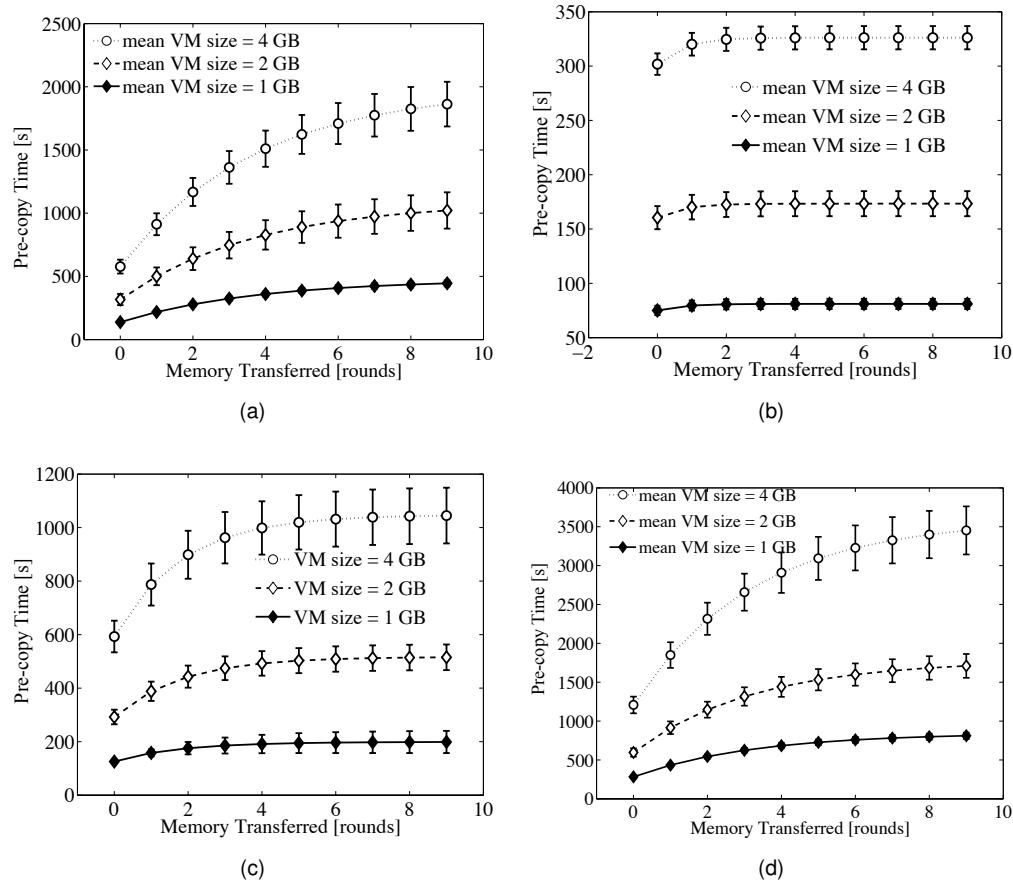 2500
2000
1500
1000
500
0
Pre-copy Time [s]
mean VM size = 4 GB
mean VM size = 2 GB
mean VM size = 1 GB
0 2 4 6 8 10
Memory Transferred [rounds]
(a)
350
300
250
200
150
100
50
Pre-copy Time [s]
mean VM size = 4 GB
mean VM size = 2 GB
mean VM size = 1 GB
−2 0 2 4 6 8 10
Memory Transferred [rounds]
(b)
1200
1000
800
600
400
200
0
Pre-copy Time [s]
VM size = 4 GB
VM size = 2 GB
VM size = 1 GB
0 2 4 6 8 10
Memory Transferred [rounds]
(c)
4000
3500
3000
2500
2000
1500
1000
500
0
Pre-copy Time [s]
mean VM size = 4 GB
mean VM size = 2 GB
mean VM size = 1 GB
0 2 4 6 8 10
Memory Transferred [rounds]
(d)